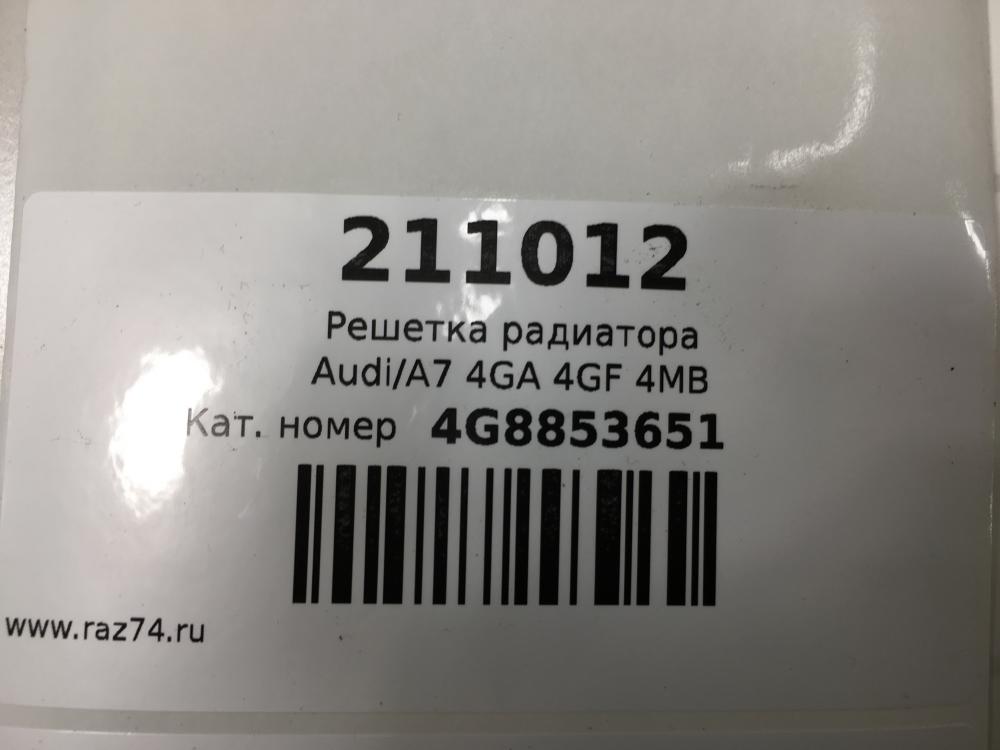 211012
Решетка радиатора
Audi/A7 4GA 4GF 4MB
Кат. номер 4G8853651
www.raz74.ru